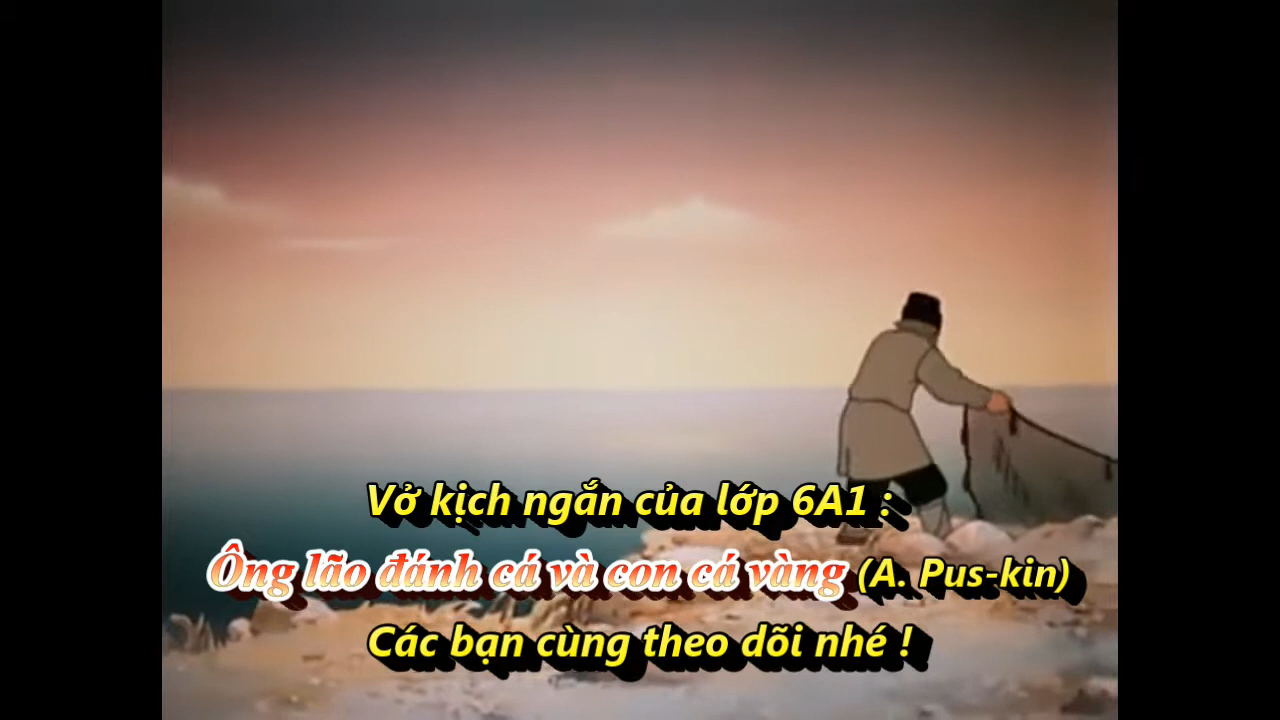 Vở kịch ngắn của lớp 6A1 :
Ông lão đánh cá và con cá vàng (A. Pus-kin)
Các bạn cùng theo dõi nhé !